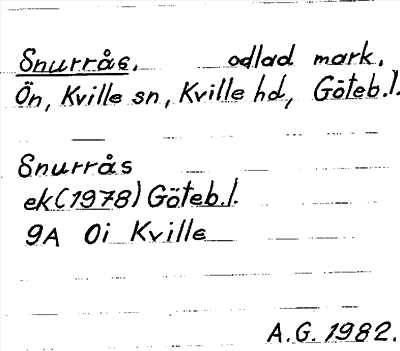 Snurrås. odlad mark.
Ön, Kville sn, Kville hd, Göteb.l.
Snurrås
ek(1978) Göteb.l.
9A 0i Kville
A.G. 1982.